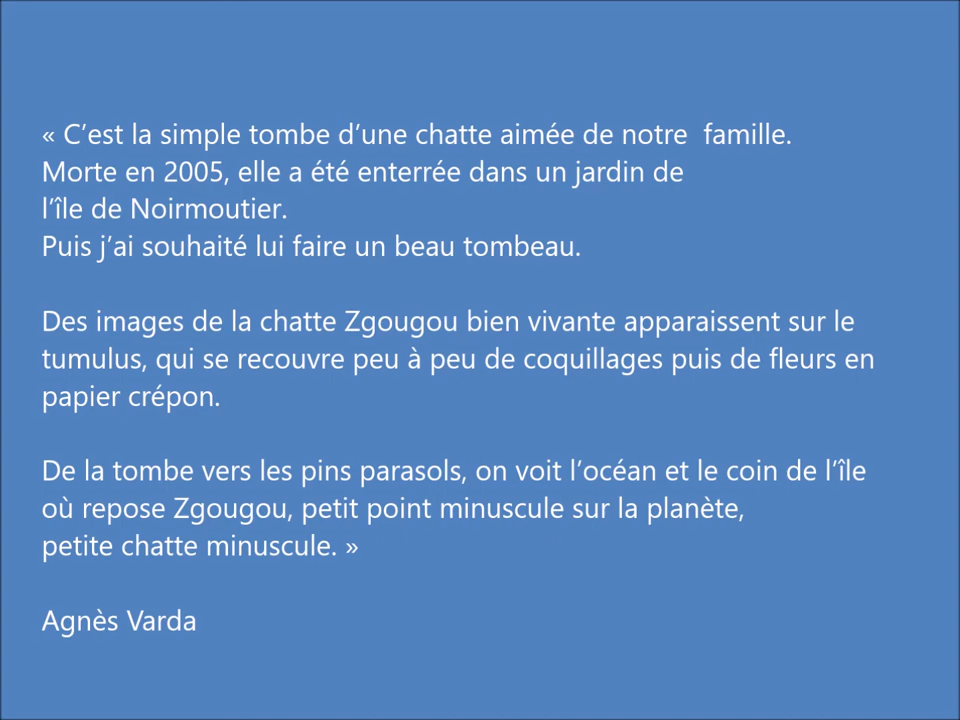 « C’est la simple tombe d’une chatte aimée de notre  famille.
Morte en 2005, elle a été enterrée dans un jardin de
l’île de Noirmoutier.
Puis j’ai souhaité lui faire un beau tombeau.
Des images de la chatte Zgougou bien vivante apparaissent sur le
tumulus, qui se recouvre peu à peu de coquillages puis de fleurs en
papier crépon.
De la tombe vers les pins parasols, on voit l’océan et le coin de l’île
où repose Zgougou, petit point minuscule sur la planète,
petite chatte minuscule. »
Agnès Varda